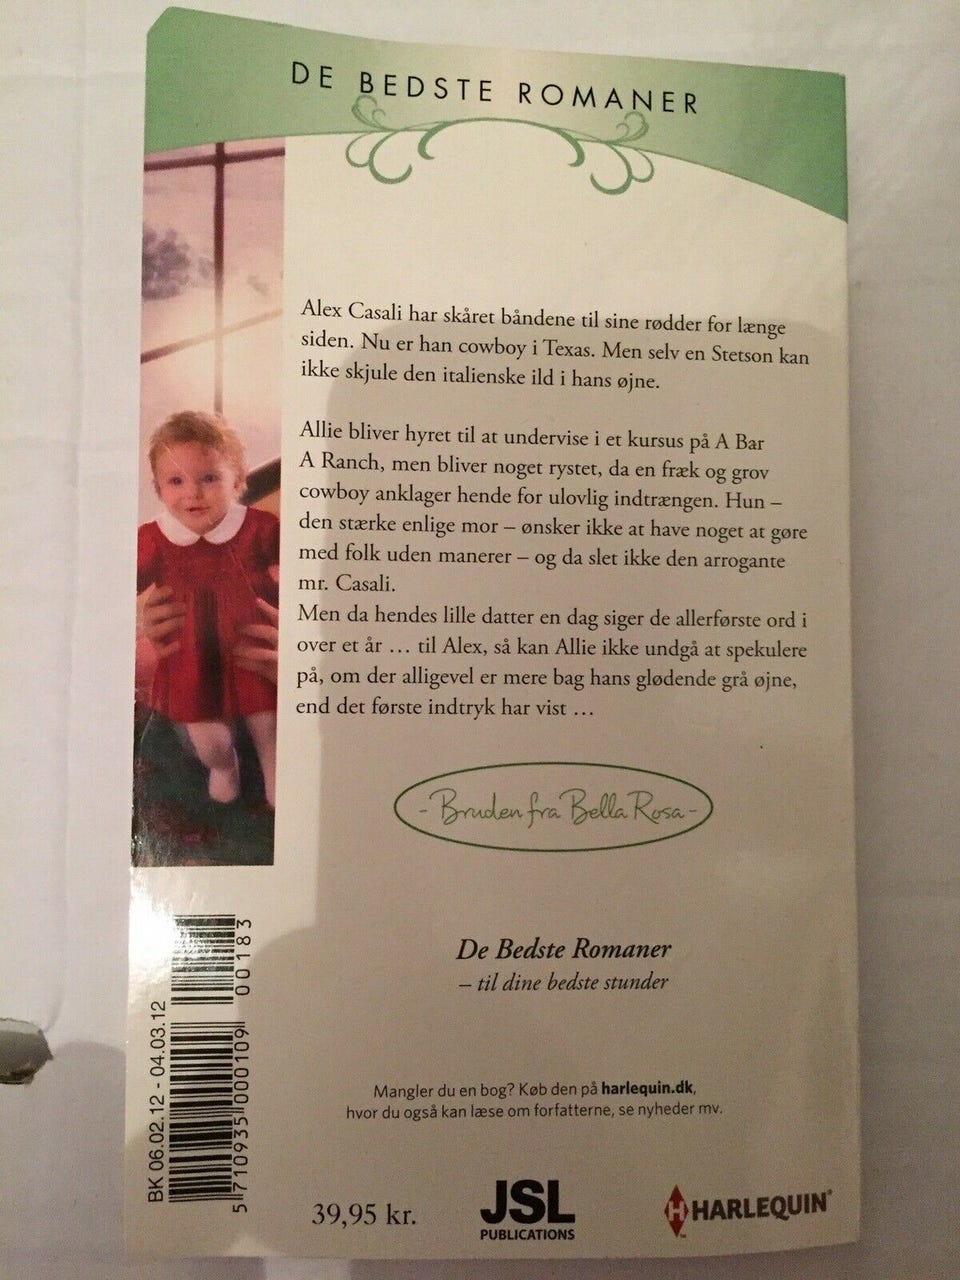 DE BEDSTE ROMANER
Alex Casali har skåret båndene til sine rødder for længe
siden. Nu er han cowboy i Texas. Men selv en Stetson kan
ikke skjule den italienske ild i hans øjne.
Allie bliver hyret til at undervise i et kursus på A Bar
A Ranch, men bliver noget rystet, da en fræk og grov
cowboy anklager hende for ulovlig indtrængen. Hun –
den stærke enlige mor – ønsker ikke at have noget at gøre
med folk uden manerer – og da slet ikke den arrogante
mr. Casali.
Men da hendes lille datter en dag siger de allerførste ord i
over et år … til Alex, så kan Allie ikke undgå at spekulere
på, om der alligevel er mere bag hans glødende grå øjne,
end det første indtryk har vist …
- Bruden fra Bella Rosa -
De Bedste Romaner
– til dine bedste stunder
Mangler du en bog? Køb den på harlequin.dk,
hvor du også kan læse om forfatterne, se nyheder mv.
BK 06.02.12 - 04.03.12
5 710935 000109
00183
39,95 kr.
JSL
PUBLICATIONS
H HARLEQUIN®